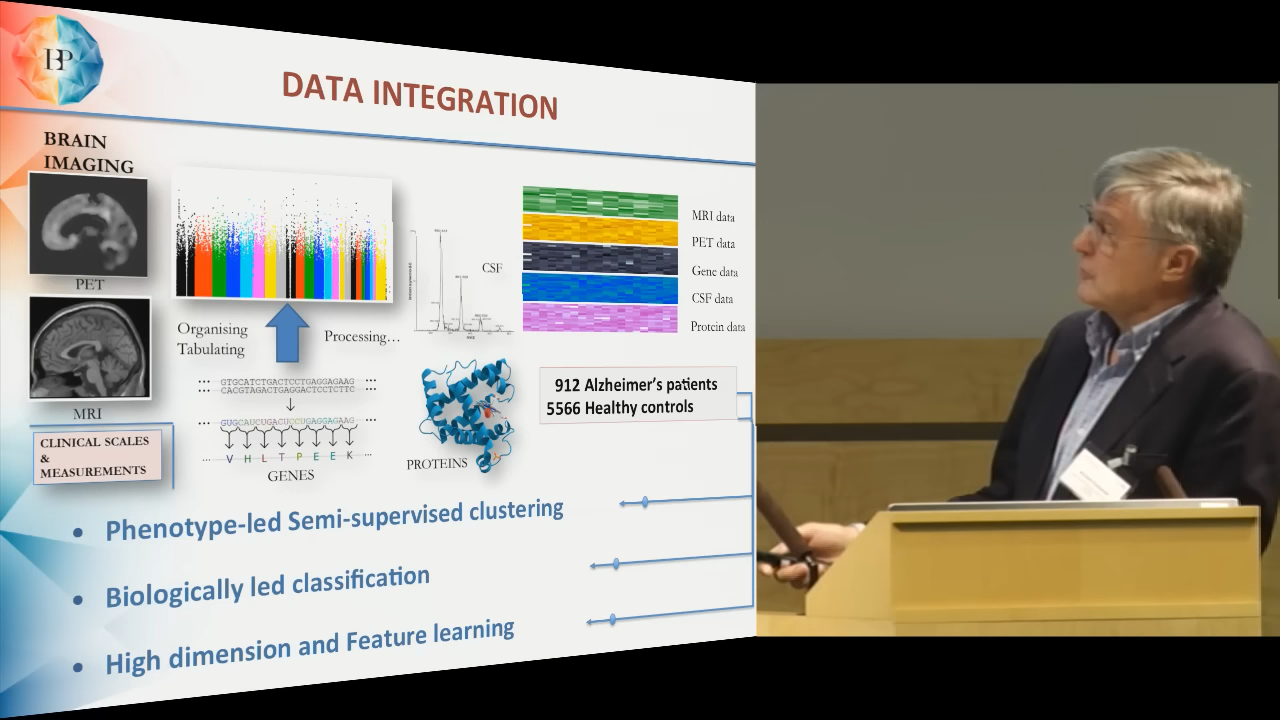 HBP
DATA INTEGRATION
BRAIN
IMAGING
PET
MRI
CLINICAL SCALES
&
MEASUREMENTS
Organising
Tabulating
Processing...
CSF
... GTGCATCTGACTCCTGAGGAGAAG ...
CACGTAGACTGAGGACTCCTCTTC
... GUGCAUCUGACUCCUGAGGAGAAG ...
... V H L T P E E K ...
GENES
PROTEINS
MRI data
PET data
Gene data
CSF data
Protein data
912 Alzheimer's patients
5566 Healthy controls
• Phenotype-led Semi-supervised clustering
• Biologically led classification
• High dimension and Feature learning